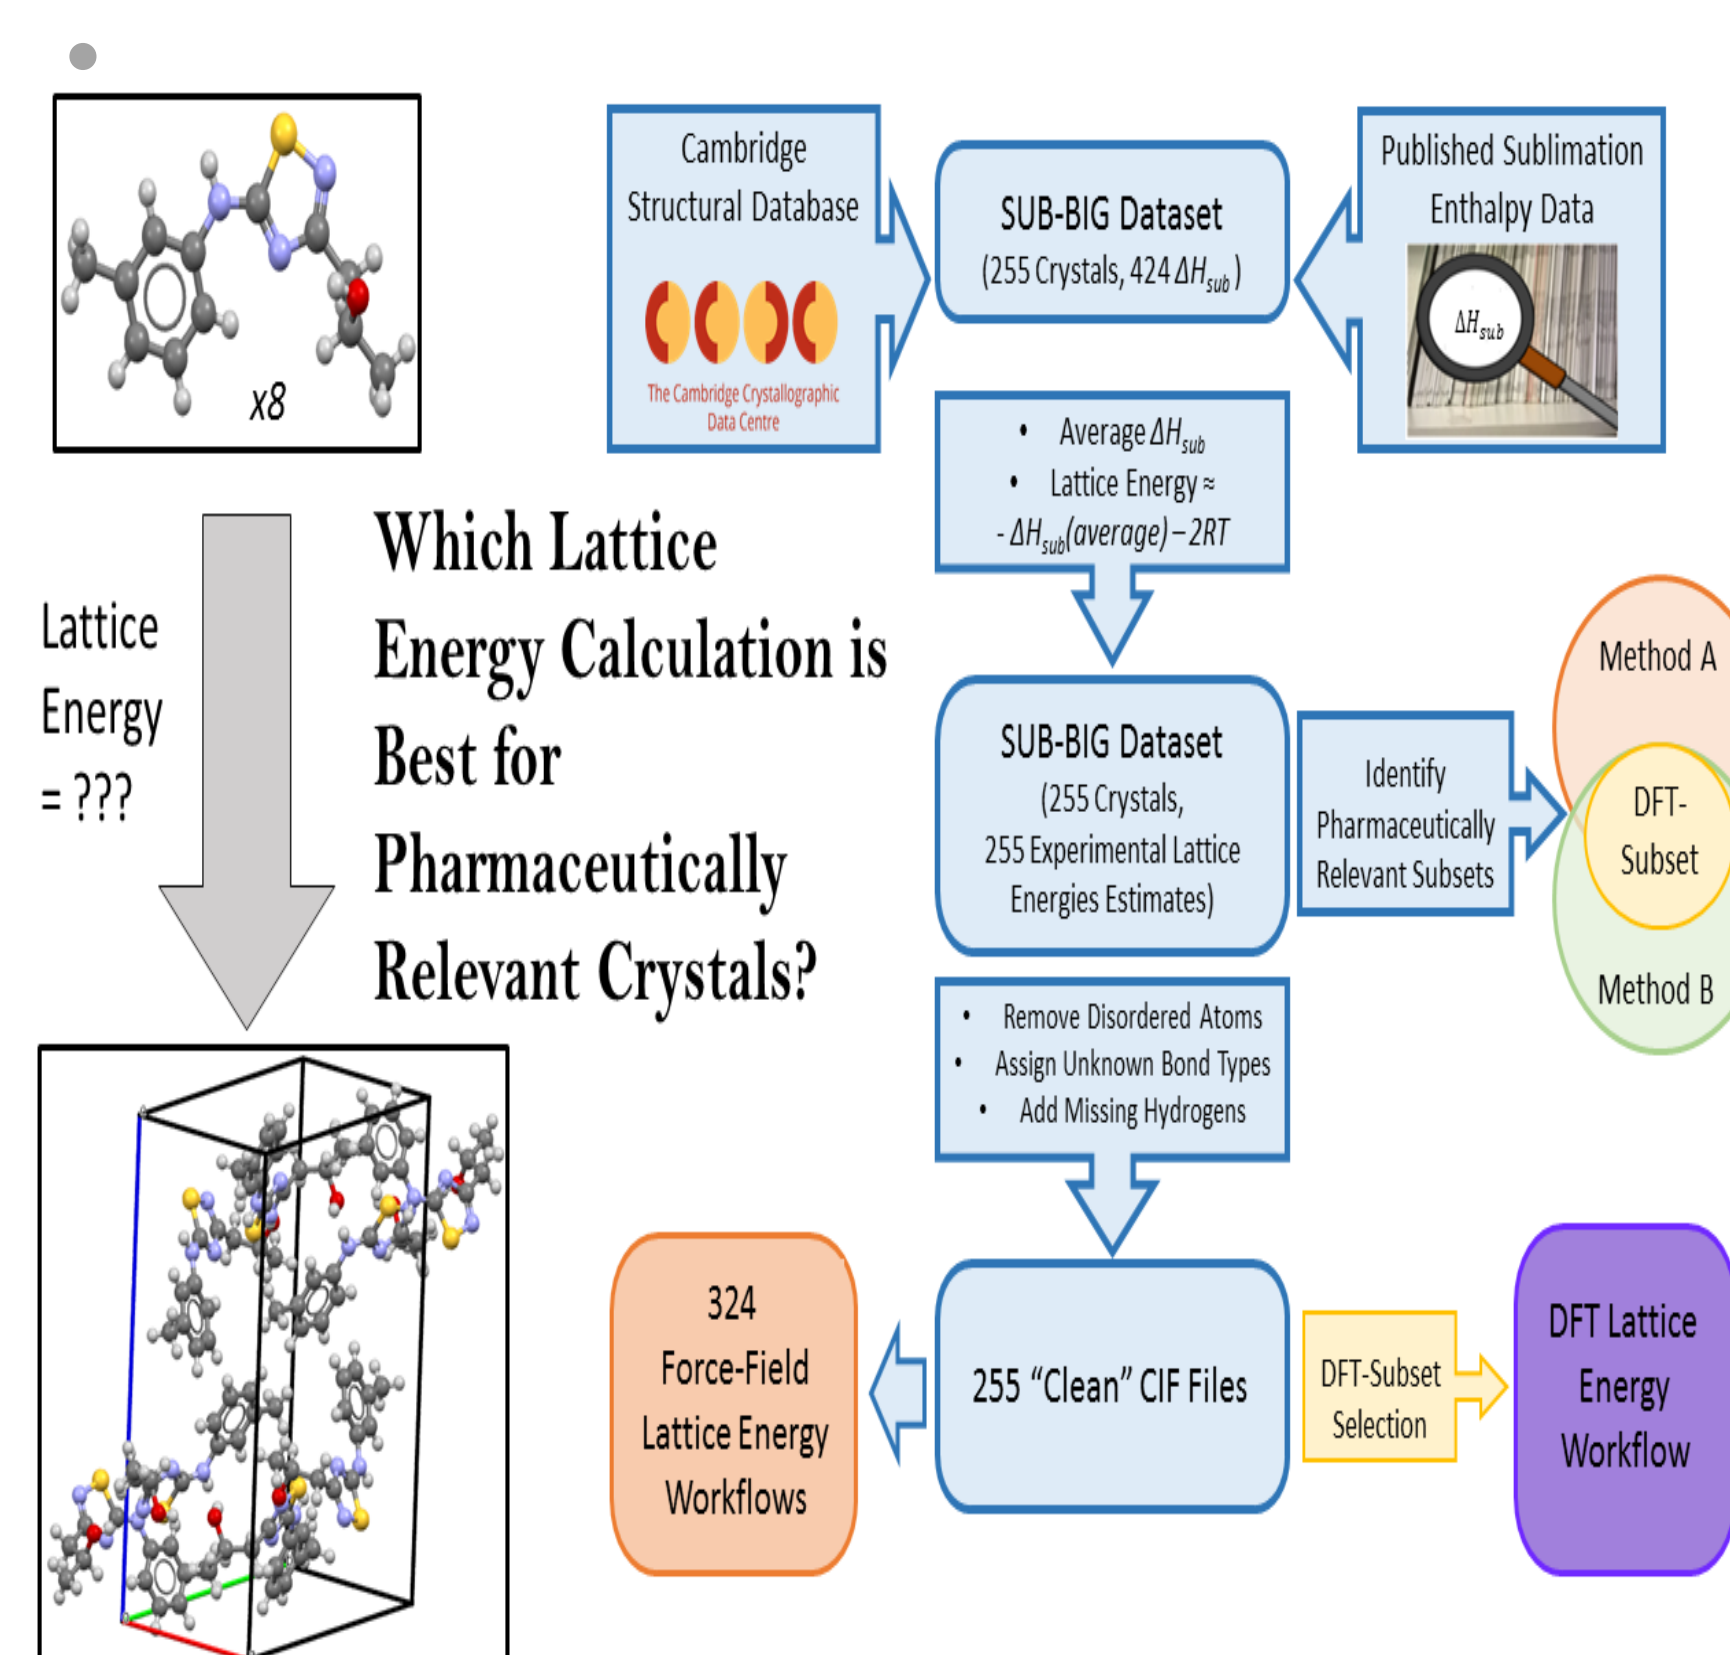 x8
Lattice
Energy
= ???
Which Lattice
Energy Calculation is
Best for
Pharmaceutically
Relevant Crystals?
Cambridge
Structural Database
The Cambridge Crystallographic
Data Centre
SUB-BIG Dataset
(255 Crystals, 424 ΔH_sub)
Published Sublimation
Enthalpy Data
ΔH_sub
• Average ΔH_sub
• Lattice Energy ≈
- ΔH_sub(average) – 2RT
SUB-BIG Dataset
(255 Crystals,
255 Experimental Lattice
Energies Estimates)
Identify
Pharmaceutically
Relevant Subsets
Method A
DFT-
Subset
Method B
• Remove Disordered Atoms
• Assign Unknown Bond Types
• Add Missing Hydrogens
324
Force-Field
Lattice Energy
Workflows
255 “Clean” CIF Files
DFT-Subset
Selection
DFT Lattice
Energy
Workflow